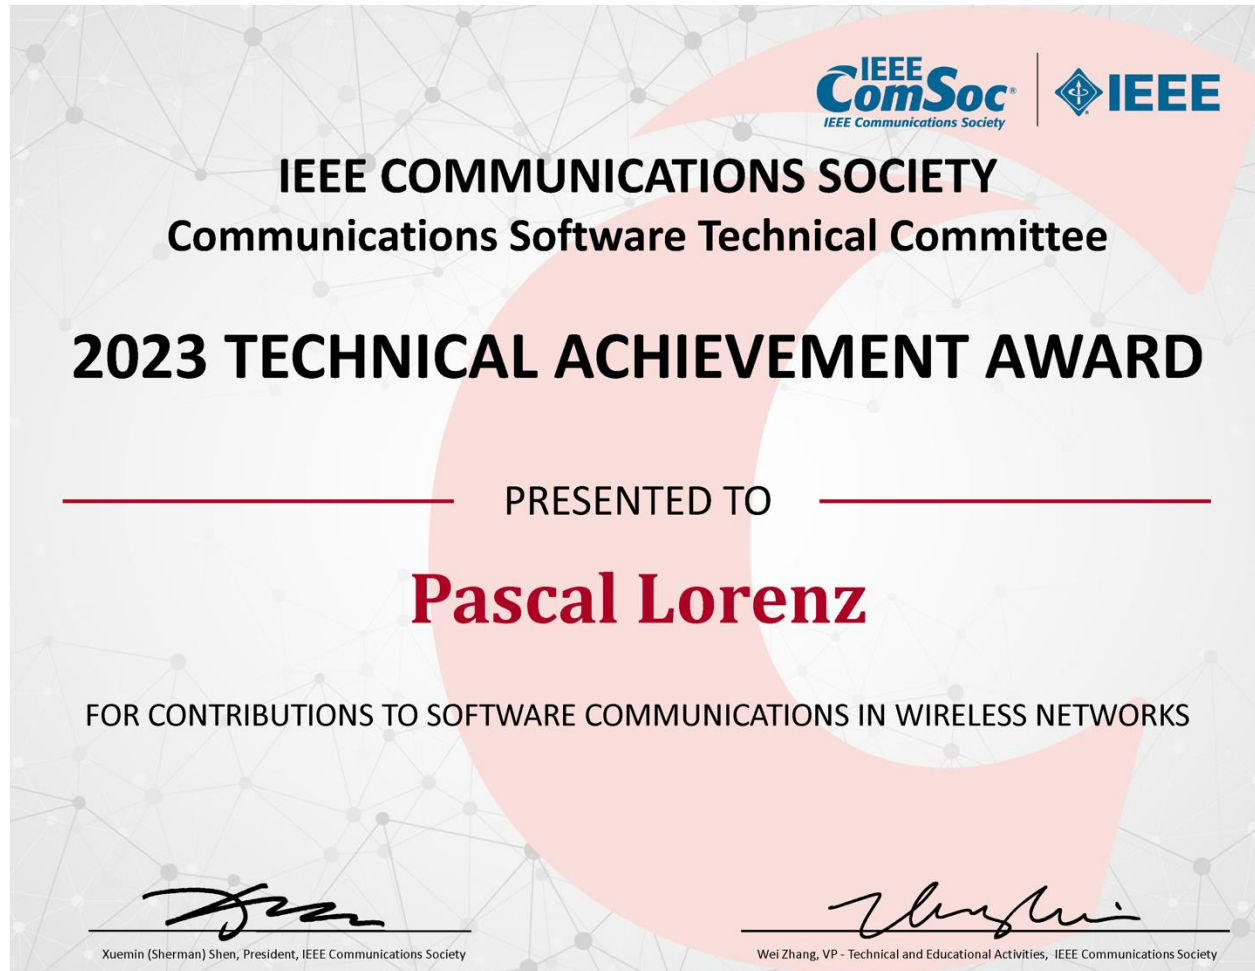 IEEE
ComSoc®
IEEE Communications Society
IEEE
IEEE COMMUNICATIONS SOCIETY
Communications Software Technical Committee
2023 TECHNICAL ACHIEVEMENT AWARD
PRESENTED TO
Pascal Lorenz
FOR CONTRIBUTIONS TO SOFTWARE COMMUNICATIONS IN WIRELESS NETWORKS
Xuemin (Sherman) Shen, President, IEEE Communications Society
Wei Zhang, VP - Technical and Educational Activities, IEEE Communications Society